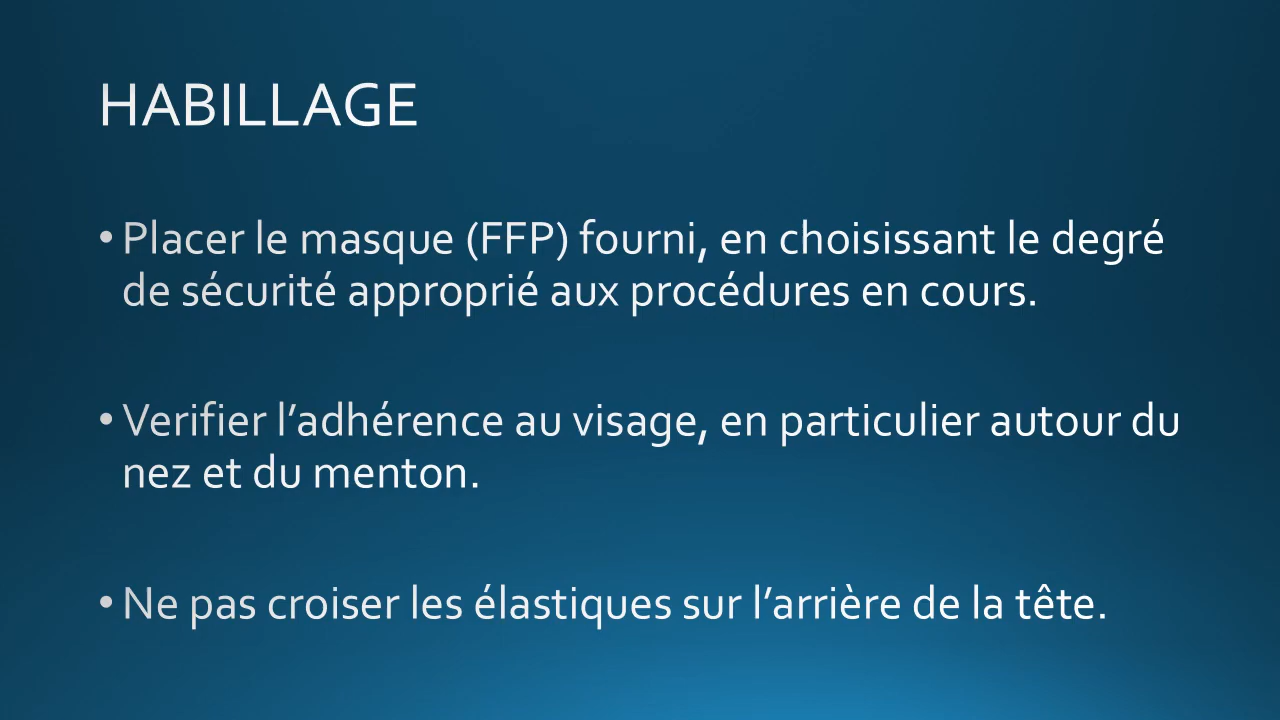 HABILLAGE
• Placer le masque (FFP) fourni, en choisissant le degré
de sécurité approprié aux procédures en cours.
• Verifier l’adhérence au visage, en particulier autour du
nez et du menton.
• Ne pas croiser les élastiques sur l’arrière de la tête.